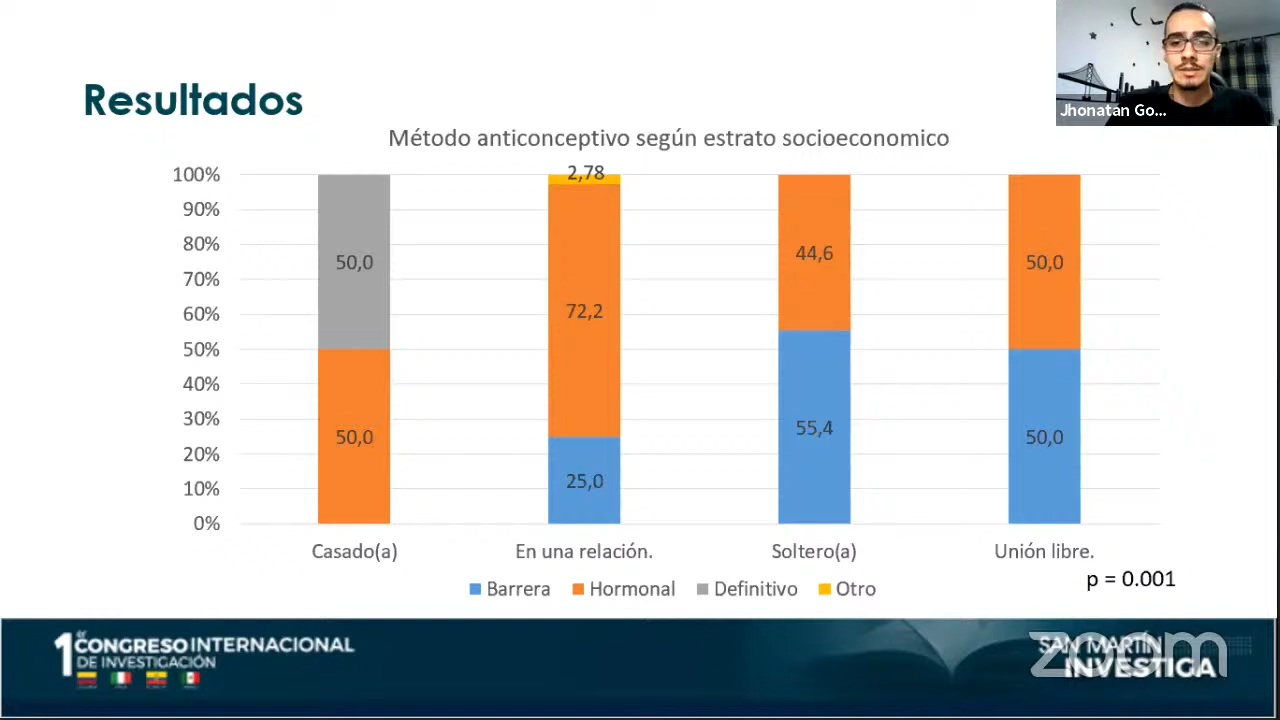 Jhonatan Go...
Resultados
Método anticonceptivo según estrato socioeconomico
100%
90%
80%
70%
60%
50%
40%
30%
20%
10%
0%
50,0
50,0
2,78
72,2
25,0
44,6
55,4
50,0
50,0
Casado(a)
En una relación.
Soltero(a)
Unión libre.
Barrera
Hormonal
Definitivo
Otro
p = 0.001
1er CONGRESO INTERNACIONAL
DE INVESTIGACIÓN
SAN MARTÍN
INVESTIGA
zoom